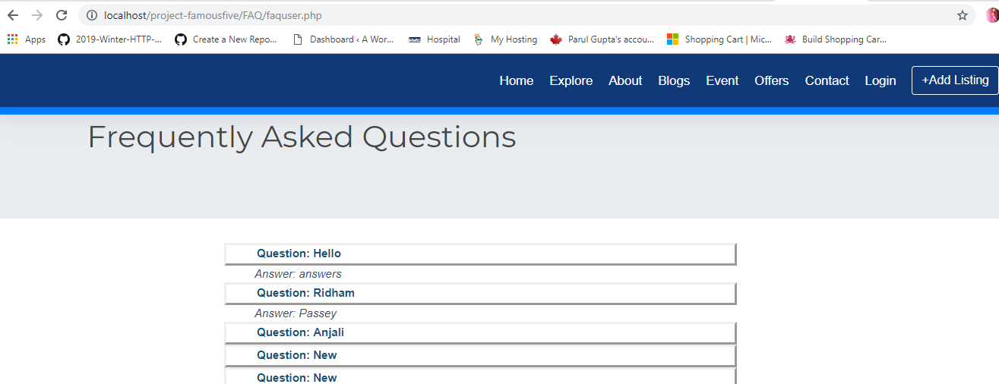 localhost/project-famousfive/FAQ/faquser.php
Apps 2019-Winter-HTTP-... Create a New Repo... Dashboard ‹ A Wor... Hospital My Hosting Parul Gupta's accou... Shopping Cart | Mic... Build Shopping Car...
Home Explore About Blogs Event Offers Contact Login +Add Listing
Frequently Asked Questions
Question: Hello
Answer: answers
Question: Ridham
Answer: Passey
Question: Anjali
Question: New
Question: New